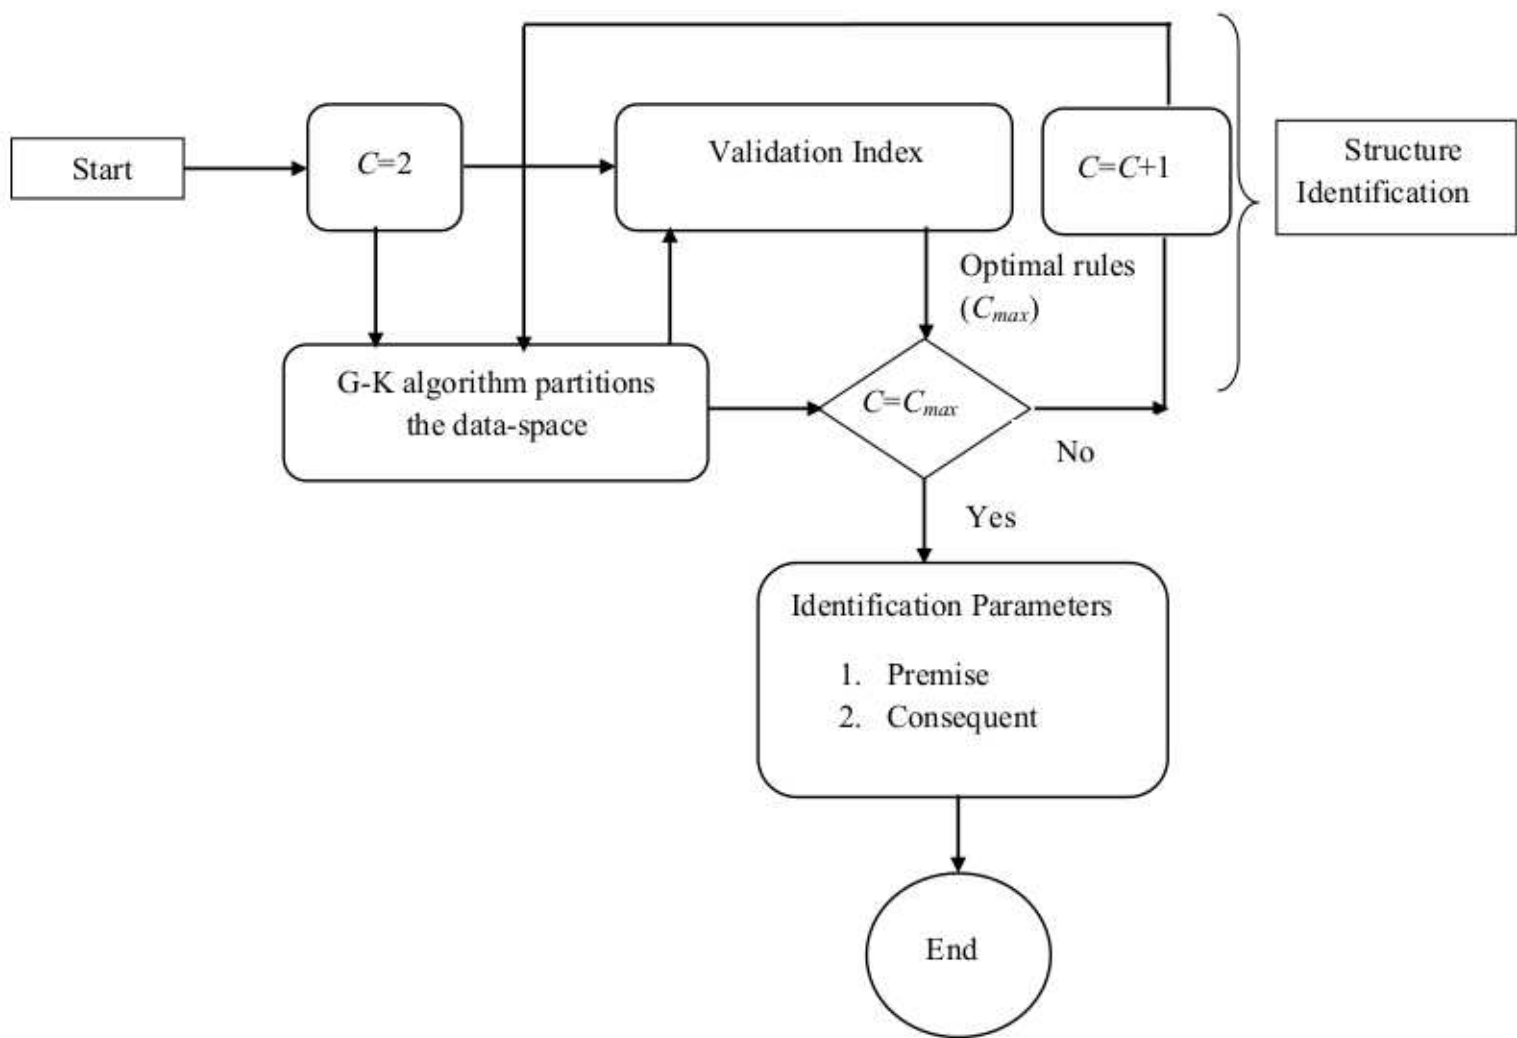 Start
C=2
Validation Index
C=C+1
Structure
Identification
Optimal rules
(Cmax)
G-K algorithm partitions
the data-space
C=Cmax
No
Yes
Identification Parameters
1. Premise
2. Consequent
End